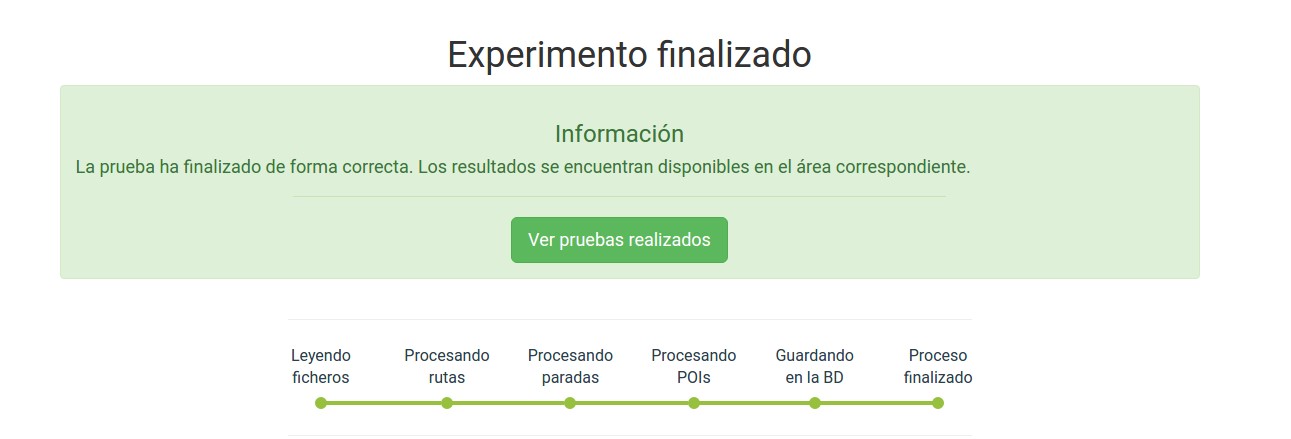 Experimento finalizado
Información
La prueba ha finalizado de forma correcta. Los resultados se encuentran disponibles en el área correspondiente.
Ver pruebas realizados
Leyendo
ficheros
Procesando
rutas
Procesando
paradas
Procesando
POIs
Guardando
en la BD
Proceso
finalizado